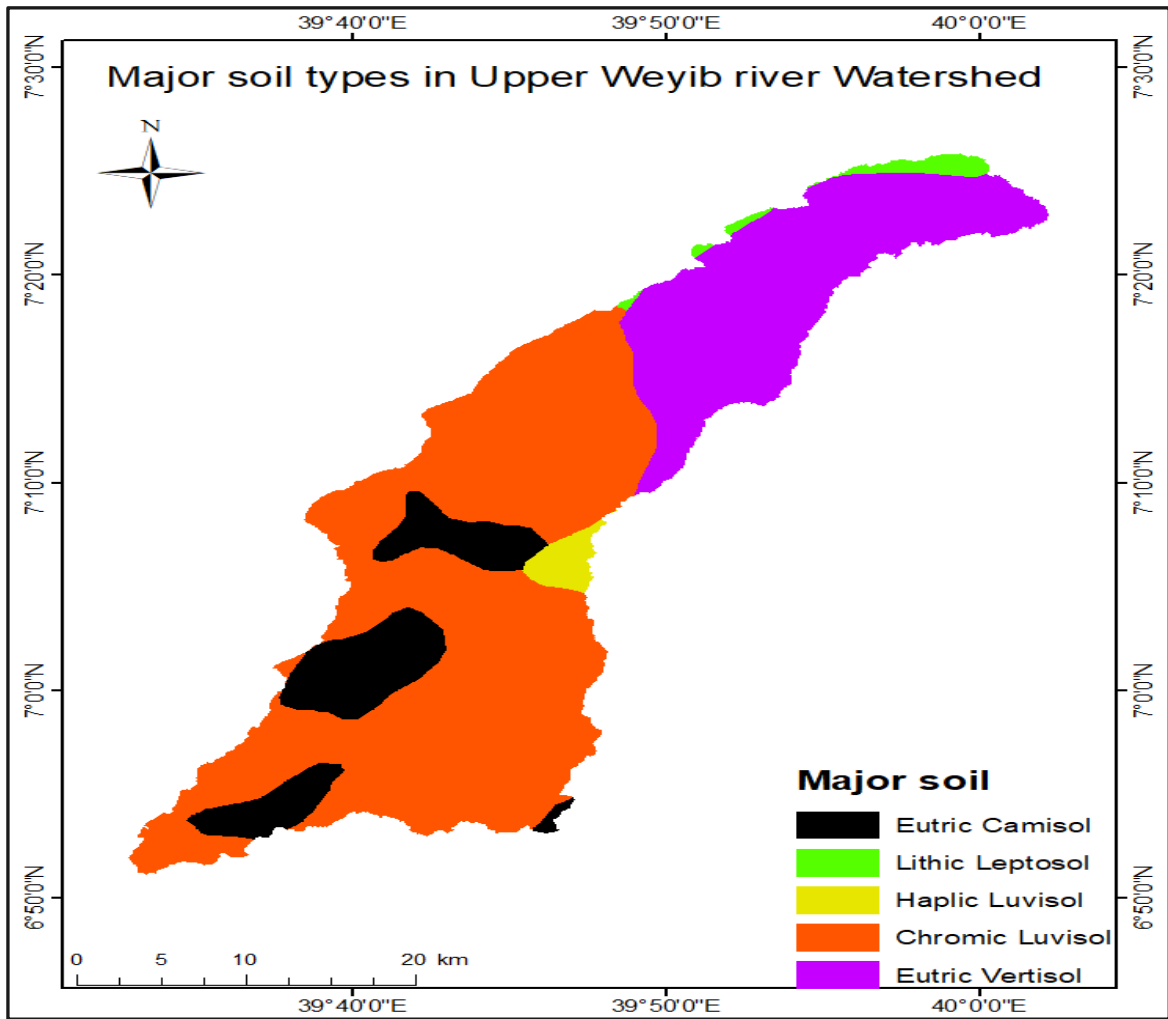 39°40'0"E 39°50'0"E 40°0'0"E
7°30'0"N 7°30'0"N
Major soil types in Upper Weyib river Watershed
N
7°20'0"N 7°20'0"N
7°10'0"N 7°10'0"N
7°0'0"N 7°0'0"N
Major soil
Eutric Camisol
Lithic Leptosol
6°50'0"N 6°50'0"N
Haplic Luvisol
Chromic Luvisol
Eutric Vertisol
0 5 10 20 km
39°40'0"E 39°50'0"E 40°0'0"E